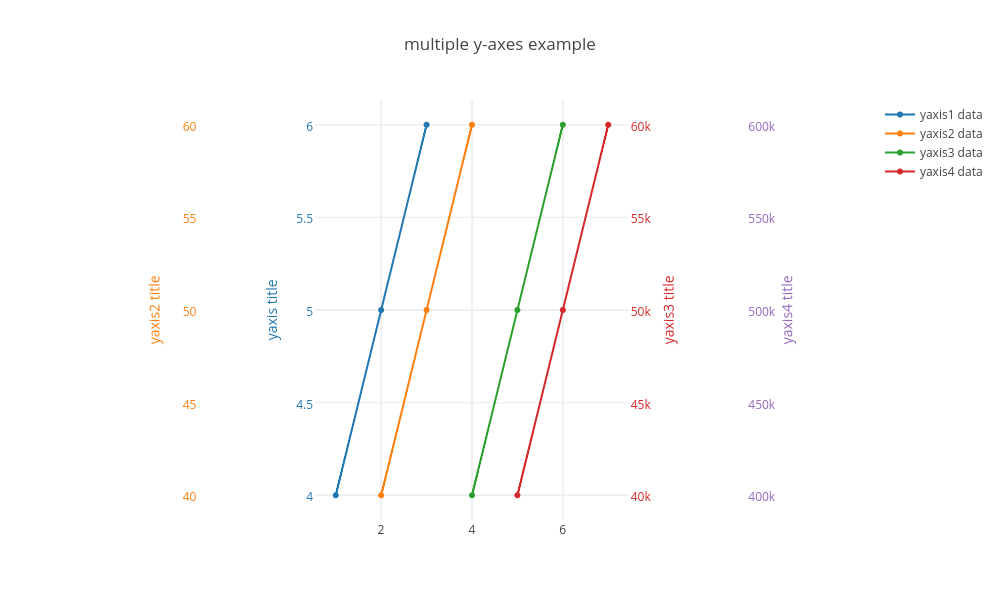 multiple y-axes example
yaxis1 data
yaxis2 data
yaxis3 data
yaxis4 data
60 6 60k 600k
55 5.5 55k 550k
yaxis2 title
yaxis title
yaxis3 title
yaxis4 title
50 5 50k 500k
45 4.5 45k 450k
40 4 40k 400k
2 4 6